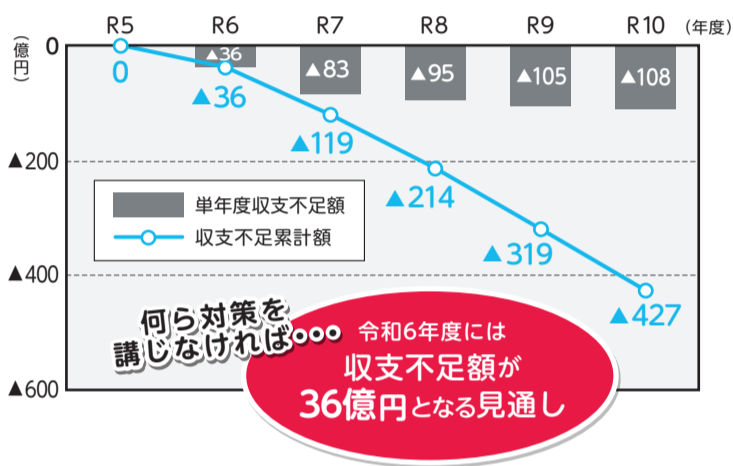 R5 R6 R7 R8 R9 R10 (年度)
(億円)
0
▲200
▲400
▲600
▲36 ▲83 ▲95 ▲105 ▲108
0
▲36
▲119
▲214
▲319
▲427
単年度収支不足額
収支不足累計額
何ら対策を
講じなければ・・・
令和6年度には
収支不足額が
36億円となる見通し